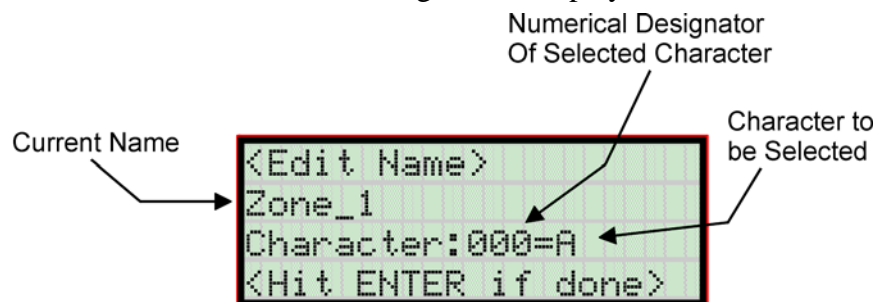 Numerical Designator
Of Selected Character
Character to
be Selected
Current Name
<Edit Name>
Zone_1
Character:000=A
<Hit ENTER if done>